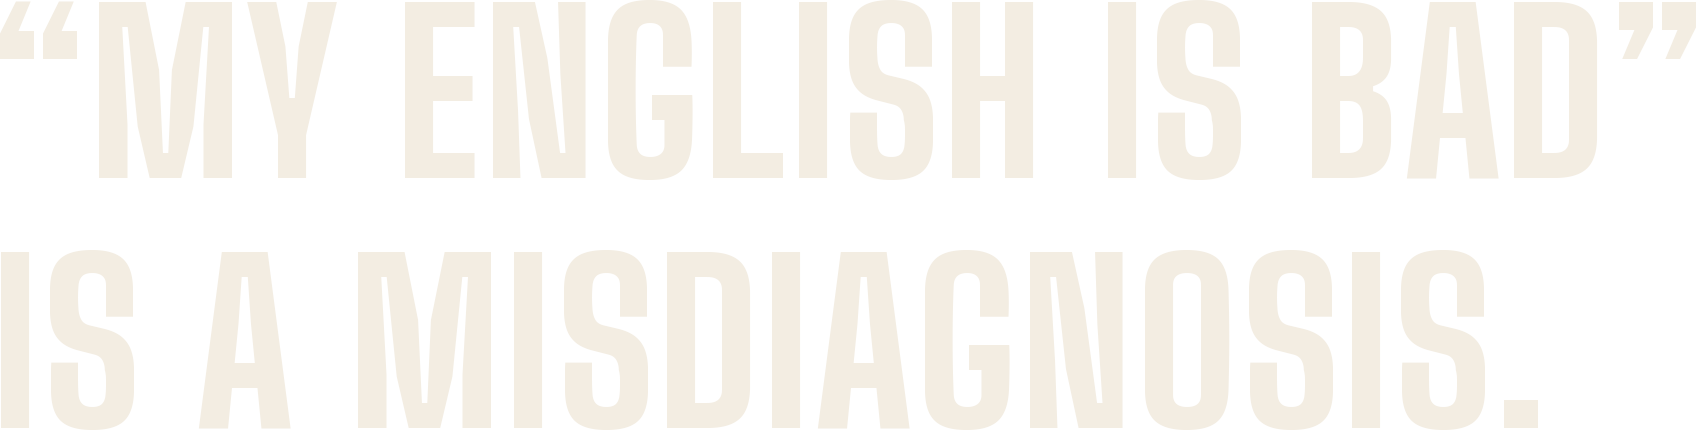 “MY ENGLISH IS BAD”
IS A MISDIAGNOSIS.